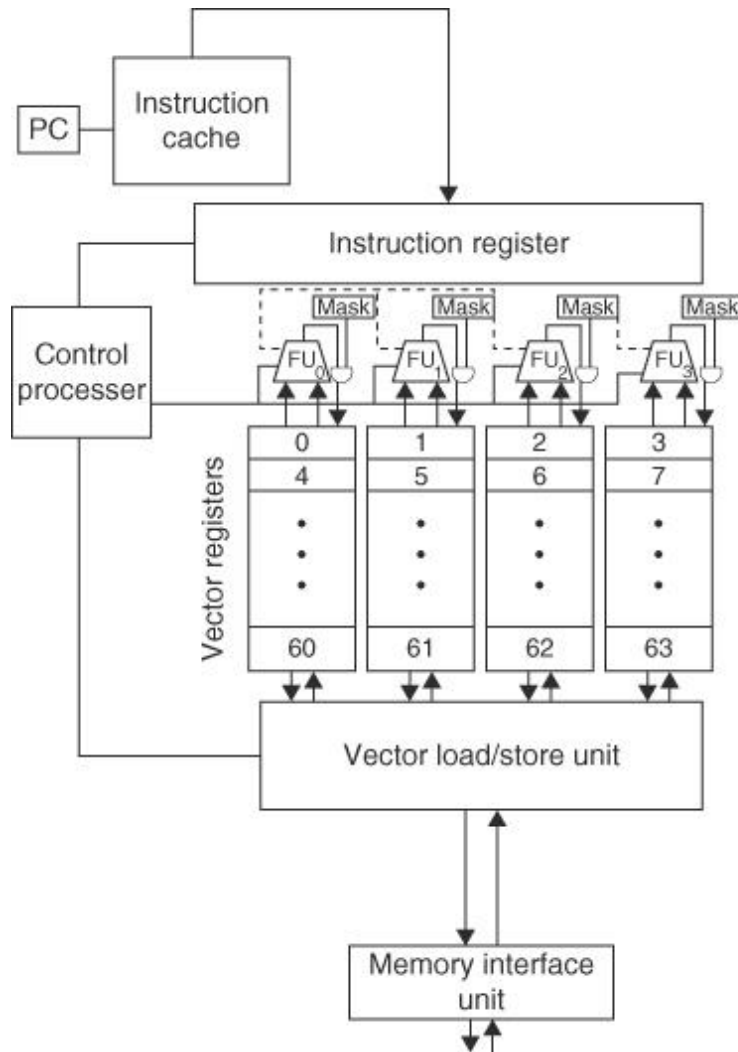 Instruction
cache
PC
Instruction register
Mask Mask Mask Mask
Control
processer
FU0 FU1 FU2 FU3
Vector registers
0 1 2 3
4 5 6 7
60 61 62 63
Vector load/store unit
Memory interface
unit